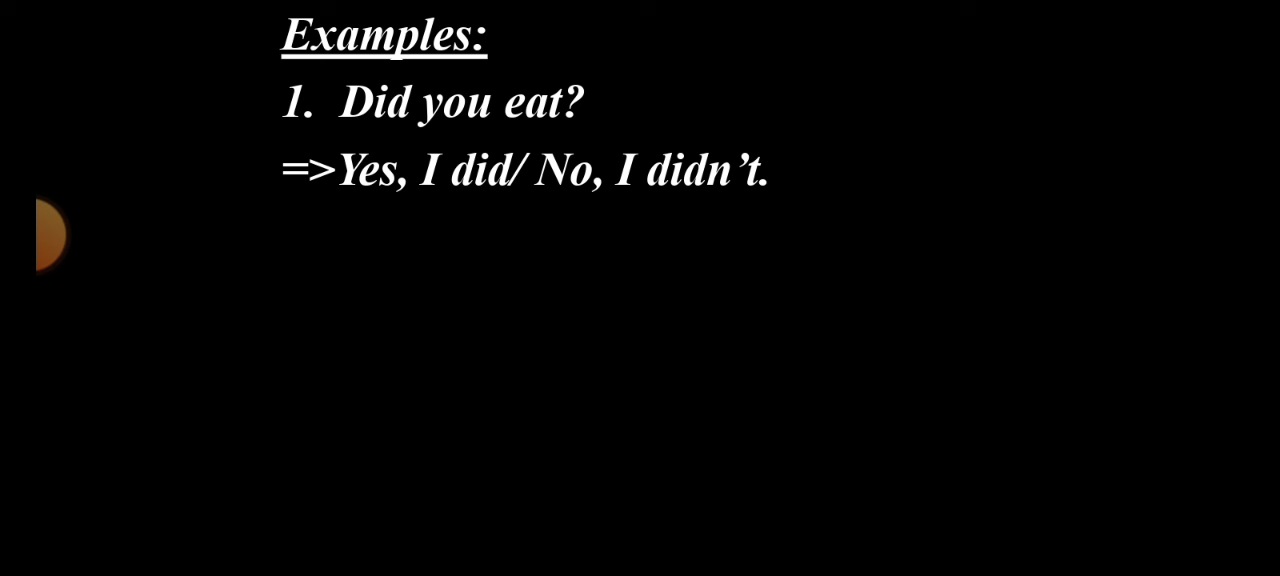 Examples:
1. Did you eat?
=>Yes, I did/ No, I didn’t.